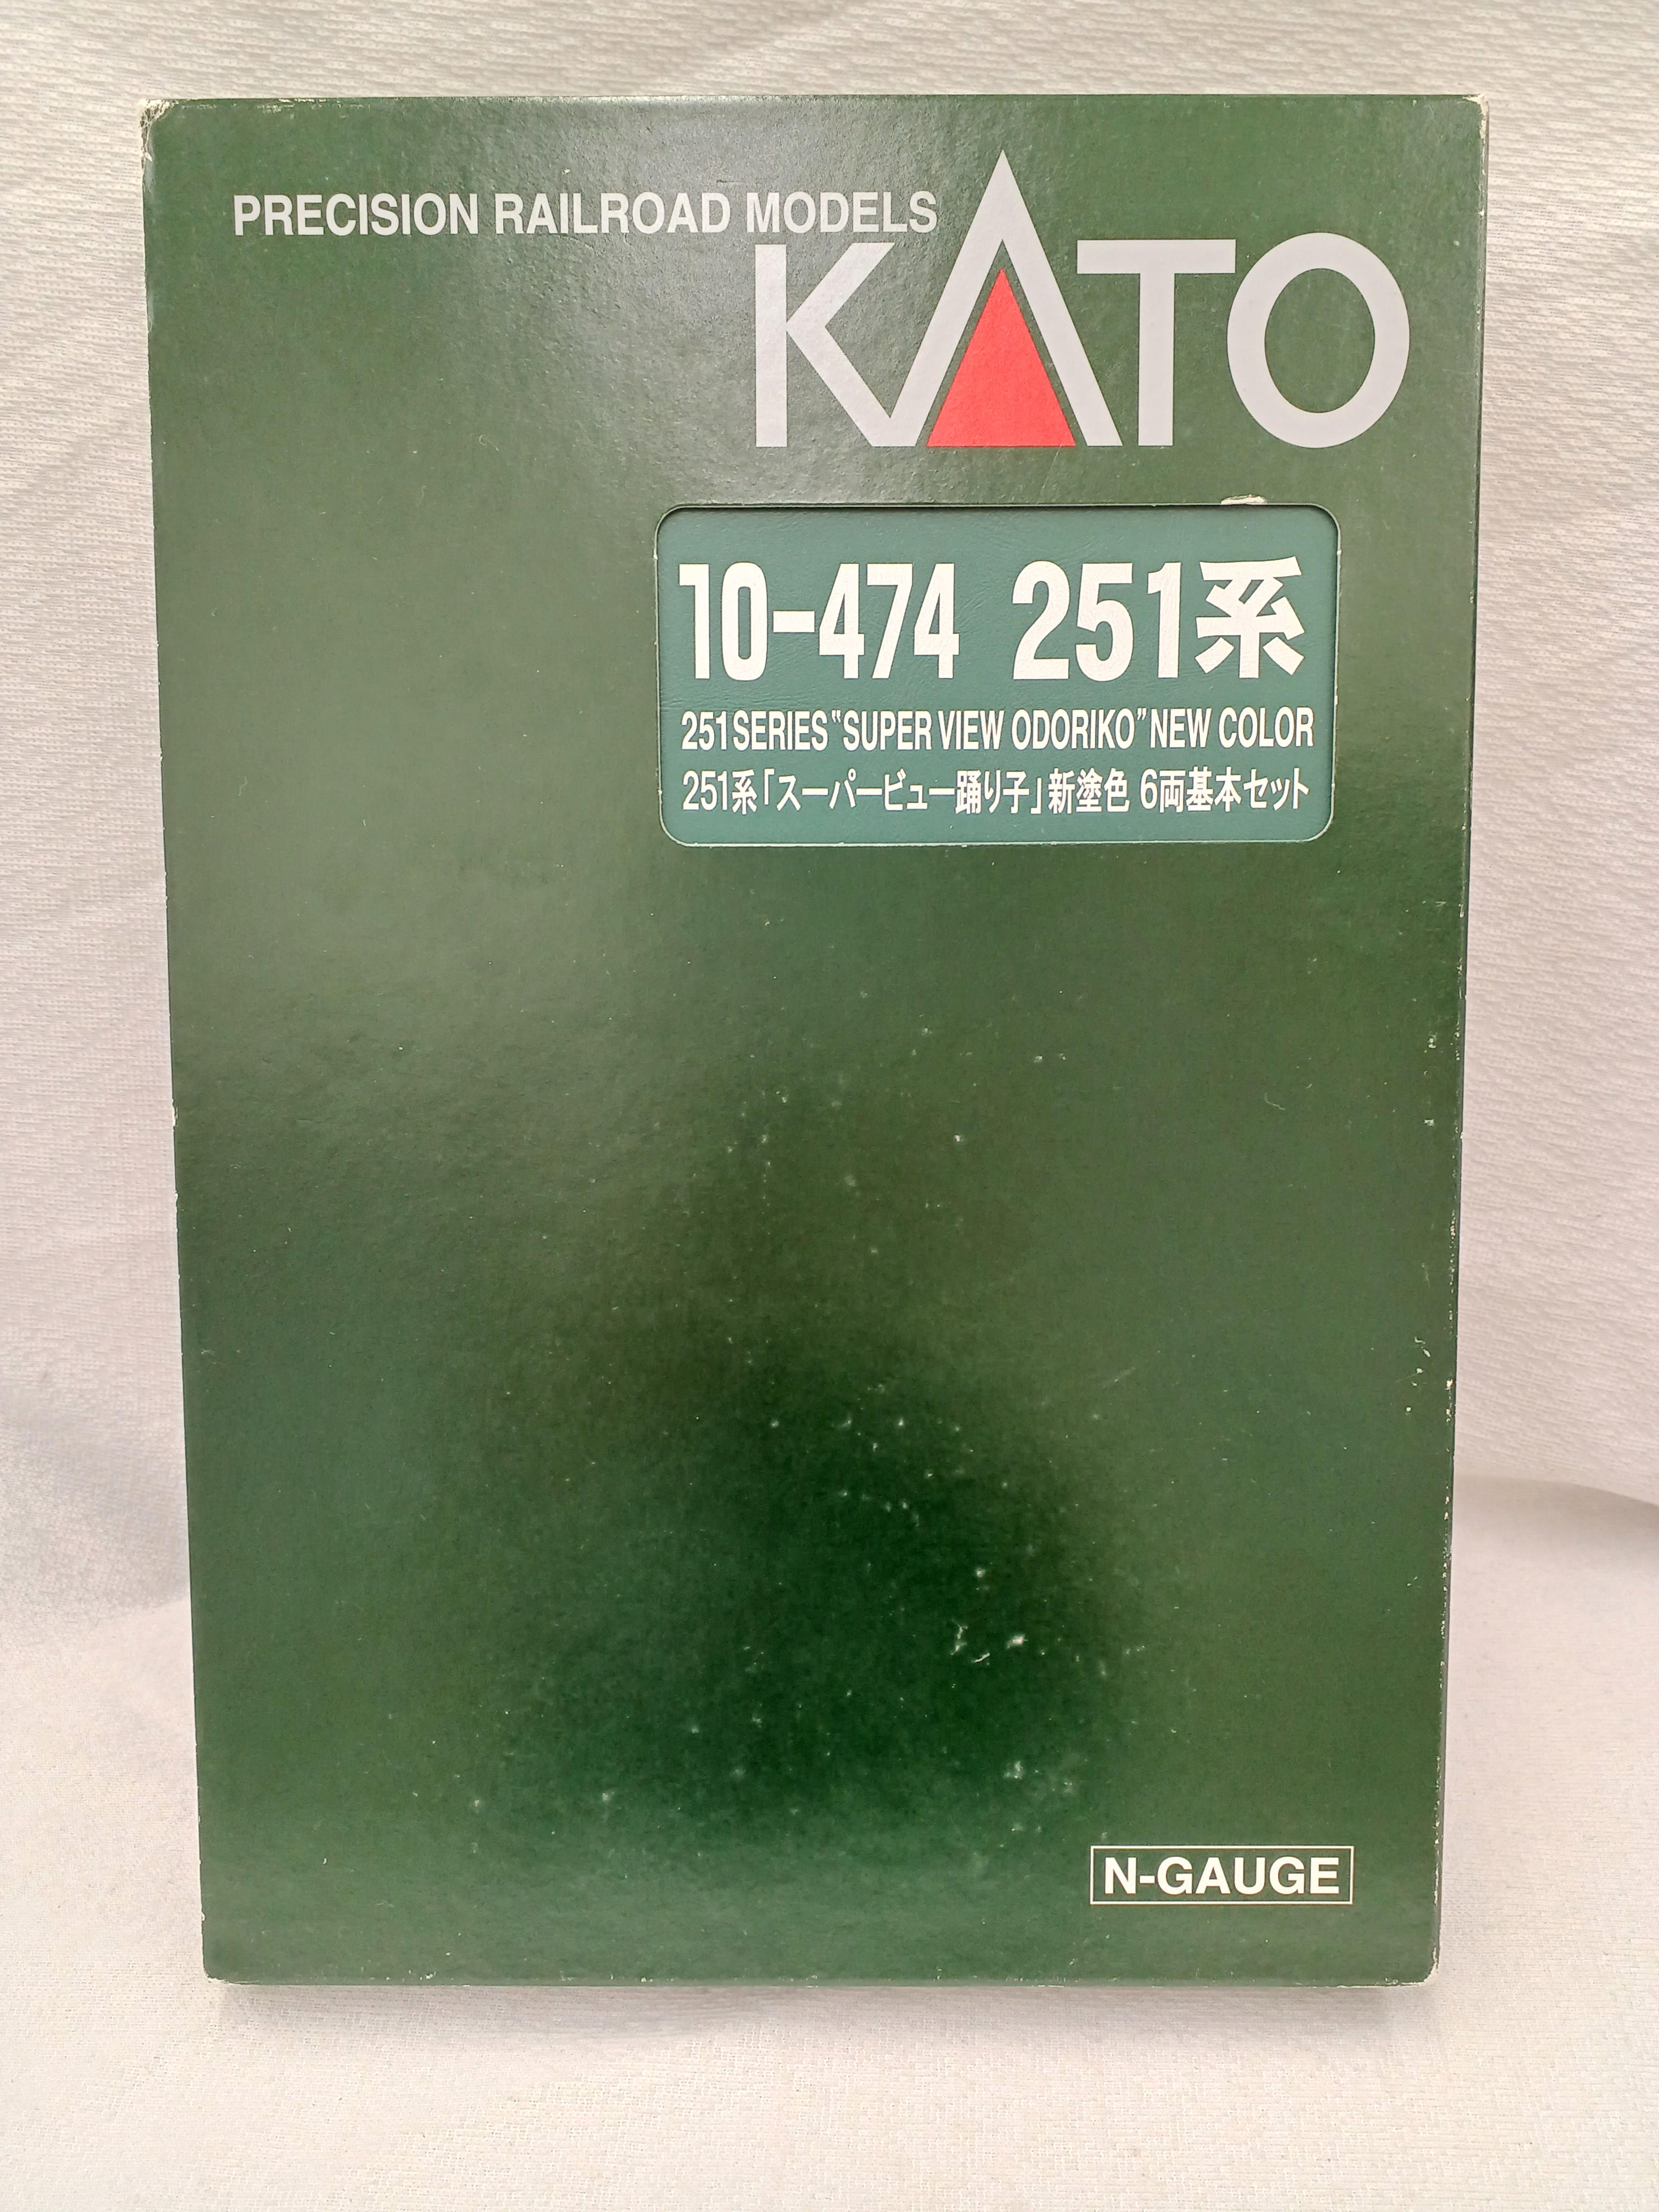 PRECISION RAILROAD MODELS
KATO
10-474 251系
251 SERIES "SUPER VIEW ODORIKO" NEW COLOR
251系「スーパービュー踊り子」新塗色 6両基本セット
N-GAUGE